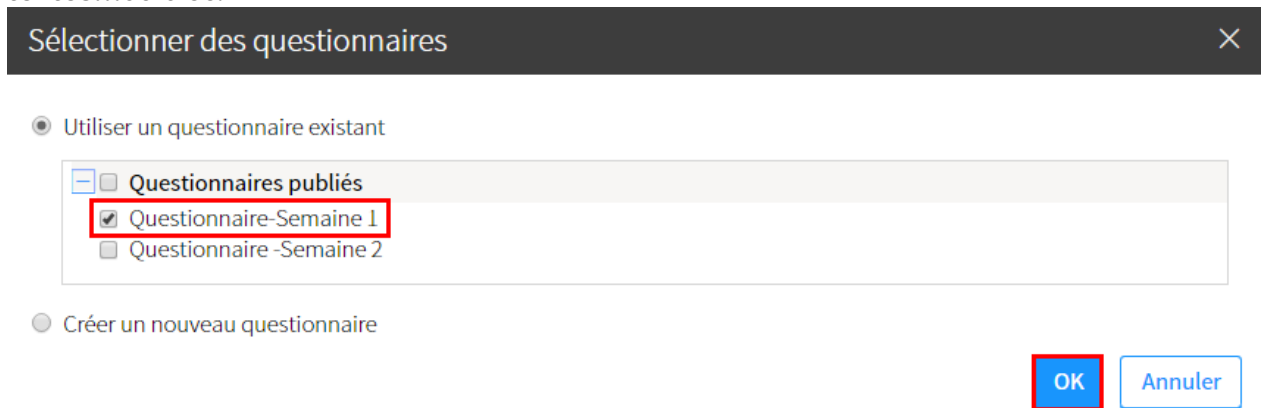 Sélectionner des questionnaires
Utiliser un questionnaire existant
Questionnaires publiés
Questionnaire-Semaine 1
Questionnaire -Semaine 2
Créer un nouveau questionnaire
OK Annuler